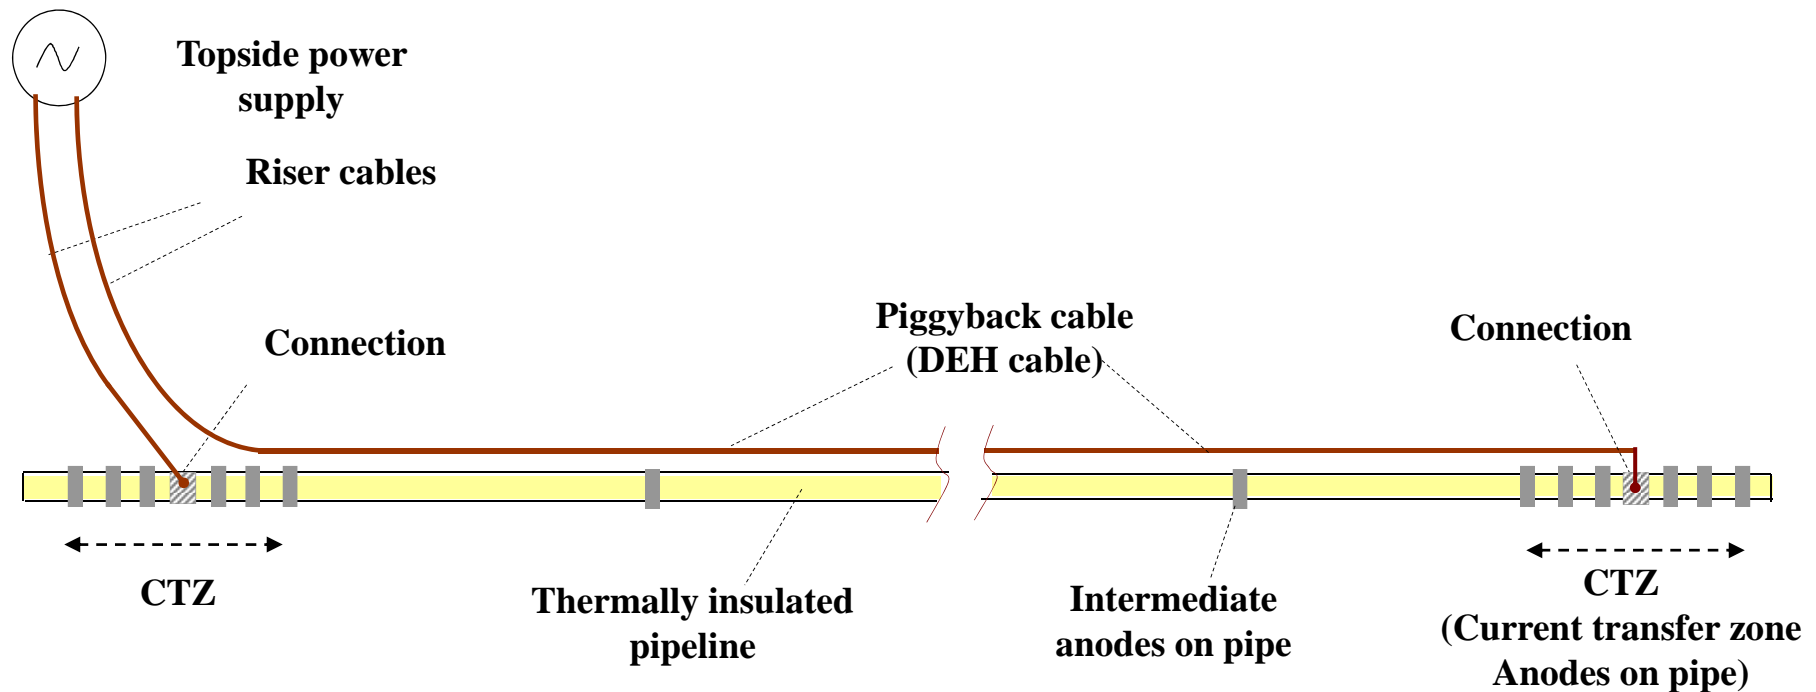 Topside power
supply
Riser cables
Connection
Piggyback cable
(DEH cable)
Connection
CTZ
Thermally insulated
pipeline
Intermediate
anodes on pipe
CTZ
(Current transfer zone
Anodes on pipe)